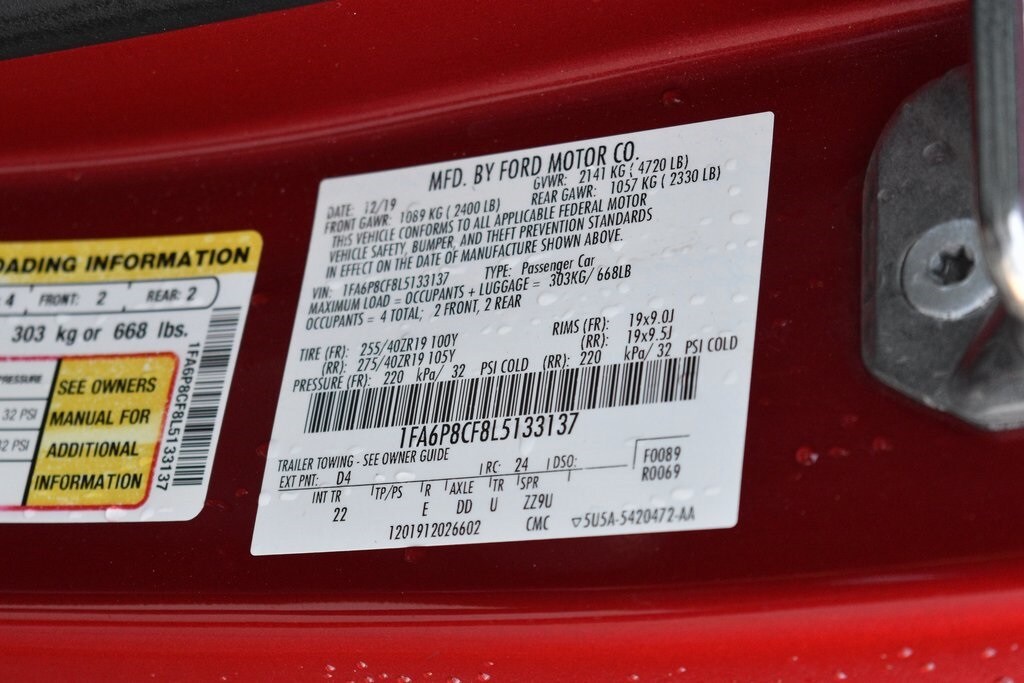 MFD. BY FORD MOTOR CO.
DATE: 12/19 GVWR: 2141 KG ( 4720 LB)
FRONT GAWR: 1089 KG ( 2400 LB) REAR GAWR: 1057 KG ( 2330 LB)
THIS VEHICLE CONFORMS TO ALL APPLICABLE FEDERAL MOTOR
VEHICLE SAFETY, BUMPER, AND THEFT PREVENTION STANDARDS
IN EFFECT ON THE DATE OF MANUFACTURE SHOWN ABOVE.
VIN: 1FA6P8CF8L5133137 TYPE: Passenger Car
MAXIMUM LOAD = OCCUPANTS + LUGGAGE = 303KG/ 668LB
OCCUPANTS = 4 TOTAL; 2 FRONT, 2 REAR
TIRE (FR): 255/40ZR19 100Y RIMS (FR): 19x9.0J
(RR): 275/40ZR19 105Y (RR): 19x9.5J
PRESSURE (FR): 220 kPa/ 32 PSI COLD (RR): 220 kPa/ 32 PSI COLD
1FA6P8CF8L5133137
TRAILER TOWING - SEE OWNER GUIDE
EXT PNT: D4 RC: 24 DSO: F0089
R0069
INT TR TP/PS R AXLE TR SPR
22 E DD U ZZ9U
1201912026602 CMC ▽5U5A-5420472-AA
OADING INFORMATION
: 4 FRONT: 2 REAR: 2
303 kg or 668 lbs.
PRESSURE
32 PSI
32 PSI
SEE OWNERS
MANUAL FOR
ADDITIONAL
INFORMATION
1FA6P8CF8L5133137